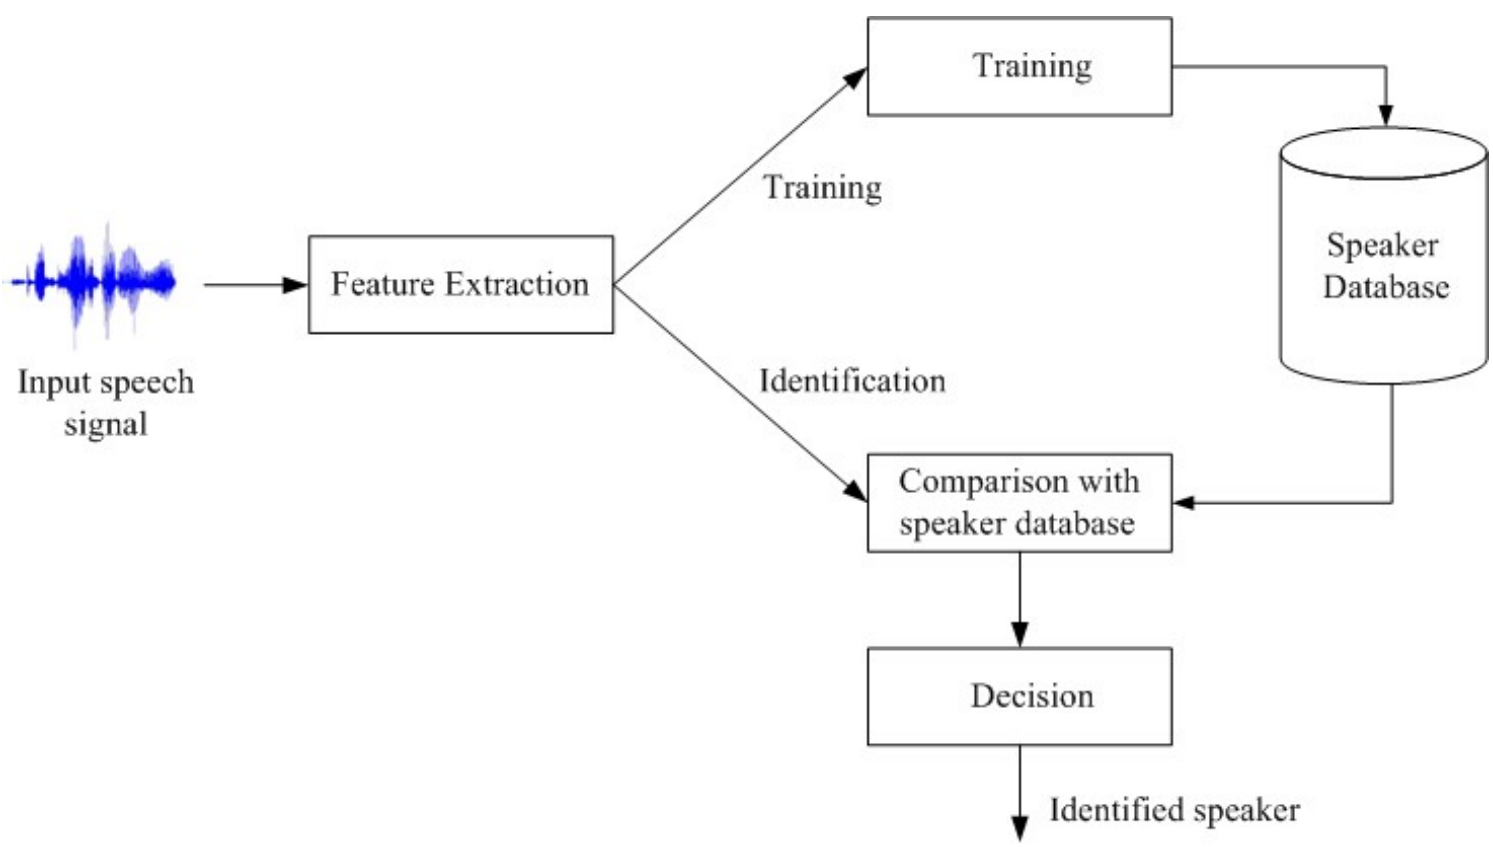 Training
Training
Speaker
Database
Feature Extraction
Input speech
signal
Identification
Comparison with
speaker database
Decision
Identified speaker